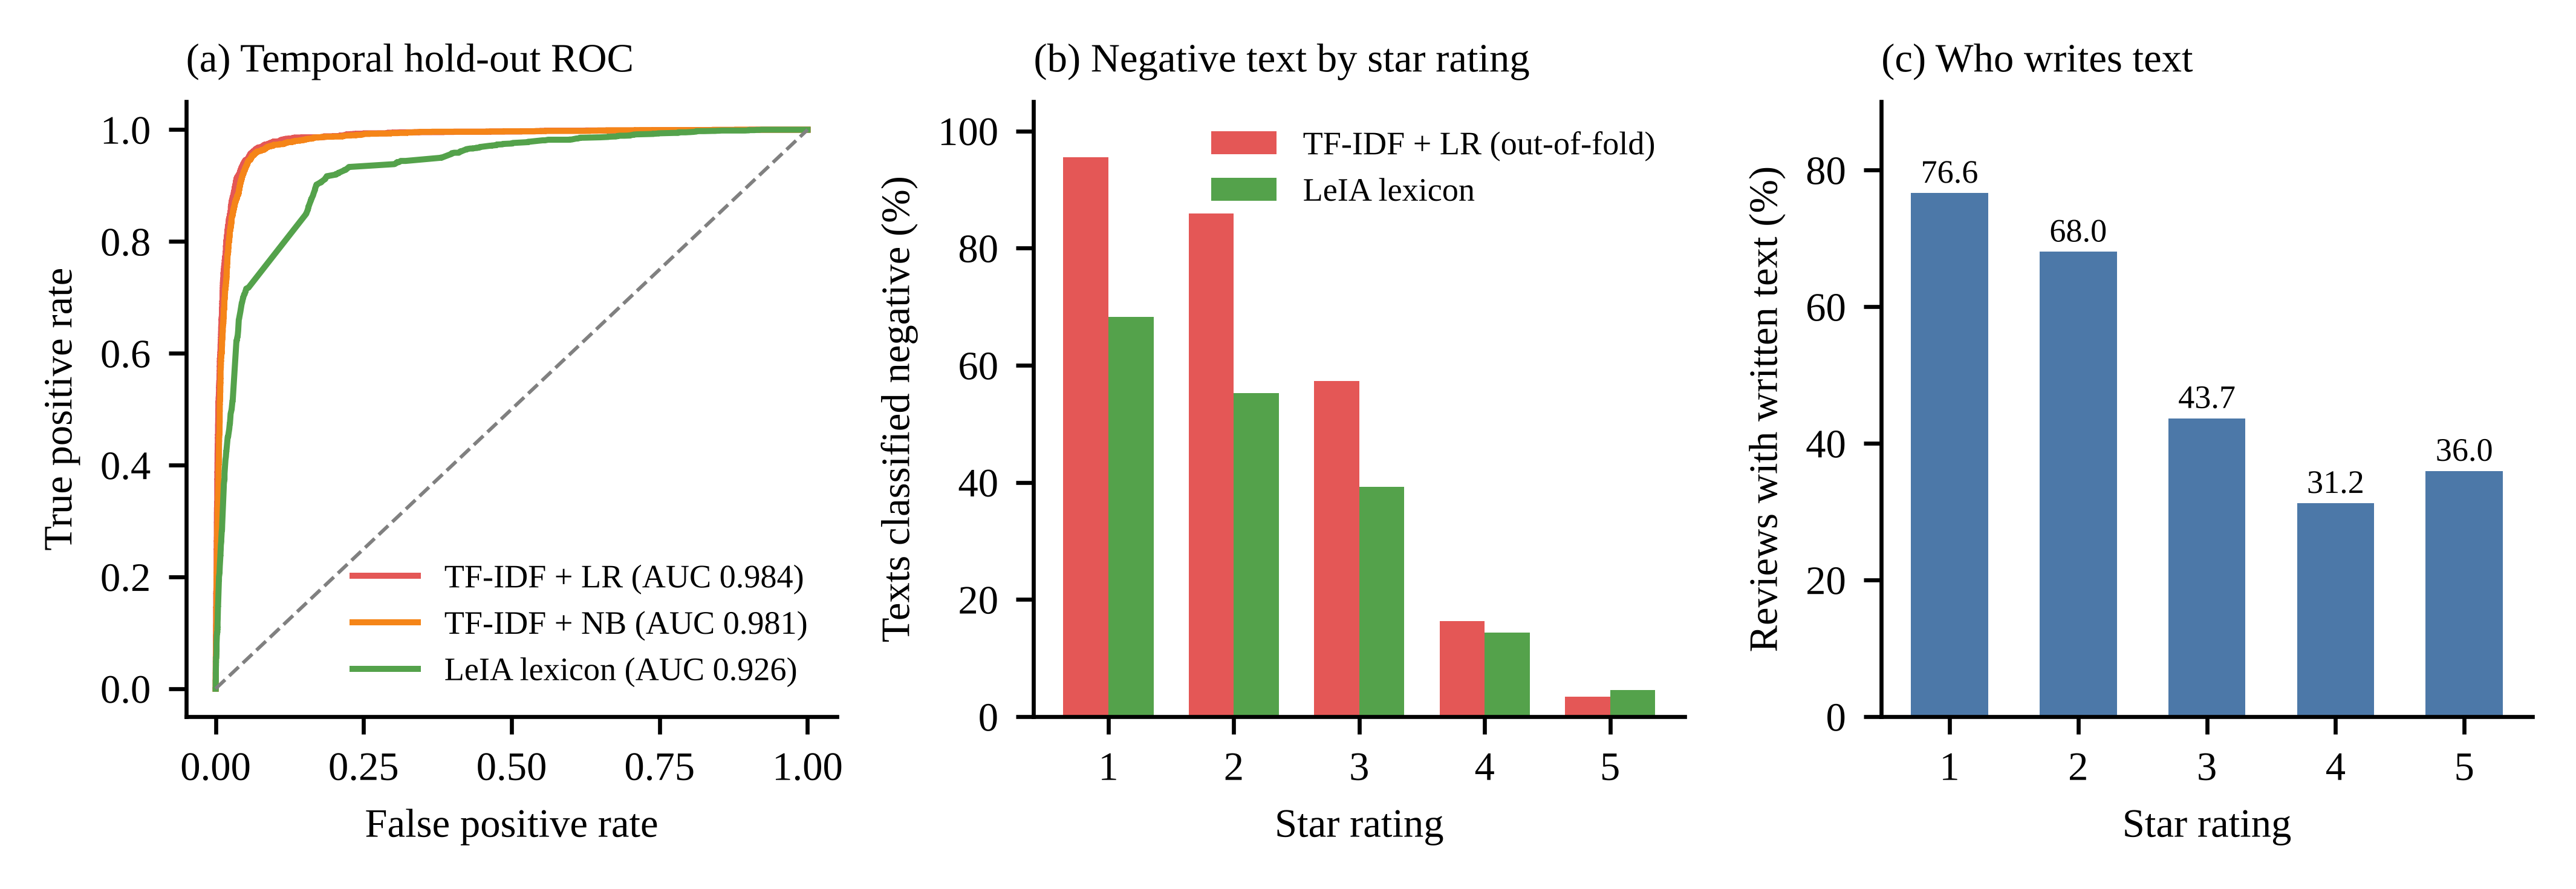 (a) Temporal hold-out ROC
True positive rate
1.0
0.8
0.6
0.4
0.2
0.0
TF-IDF + LR (AUC 0.984)
TF-IDF + NB (AUC 0.981)
LeIA lexicon (AUC 0.926)
0.00 0.25 0.50 0.75 1.00
False positive rate
(b) Negative text by star rating
Texts classified negative (%)
100
80
60
40
20
0
TF-IDF + LR (out-of-fold)
LeIA lexicon
1 2 3 4 5
Star rating
(c) Who writes text
Reviews with written text (%)
80
60
40
20
0
76.6
68.0
43.7
31.2
36.0
1 2 3 4 5
Star rating